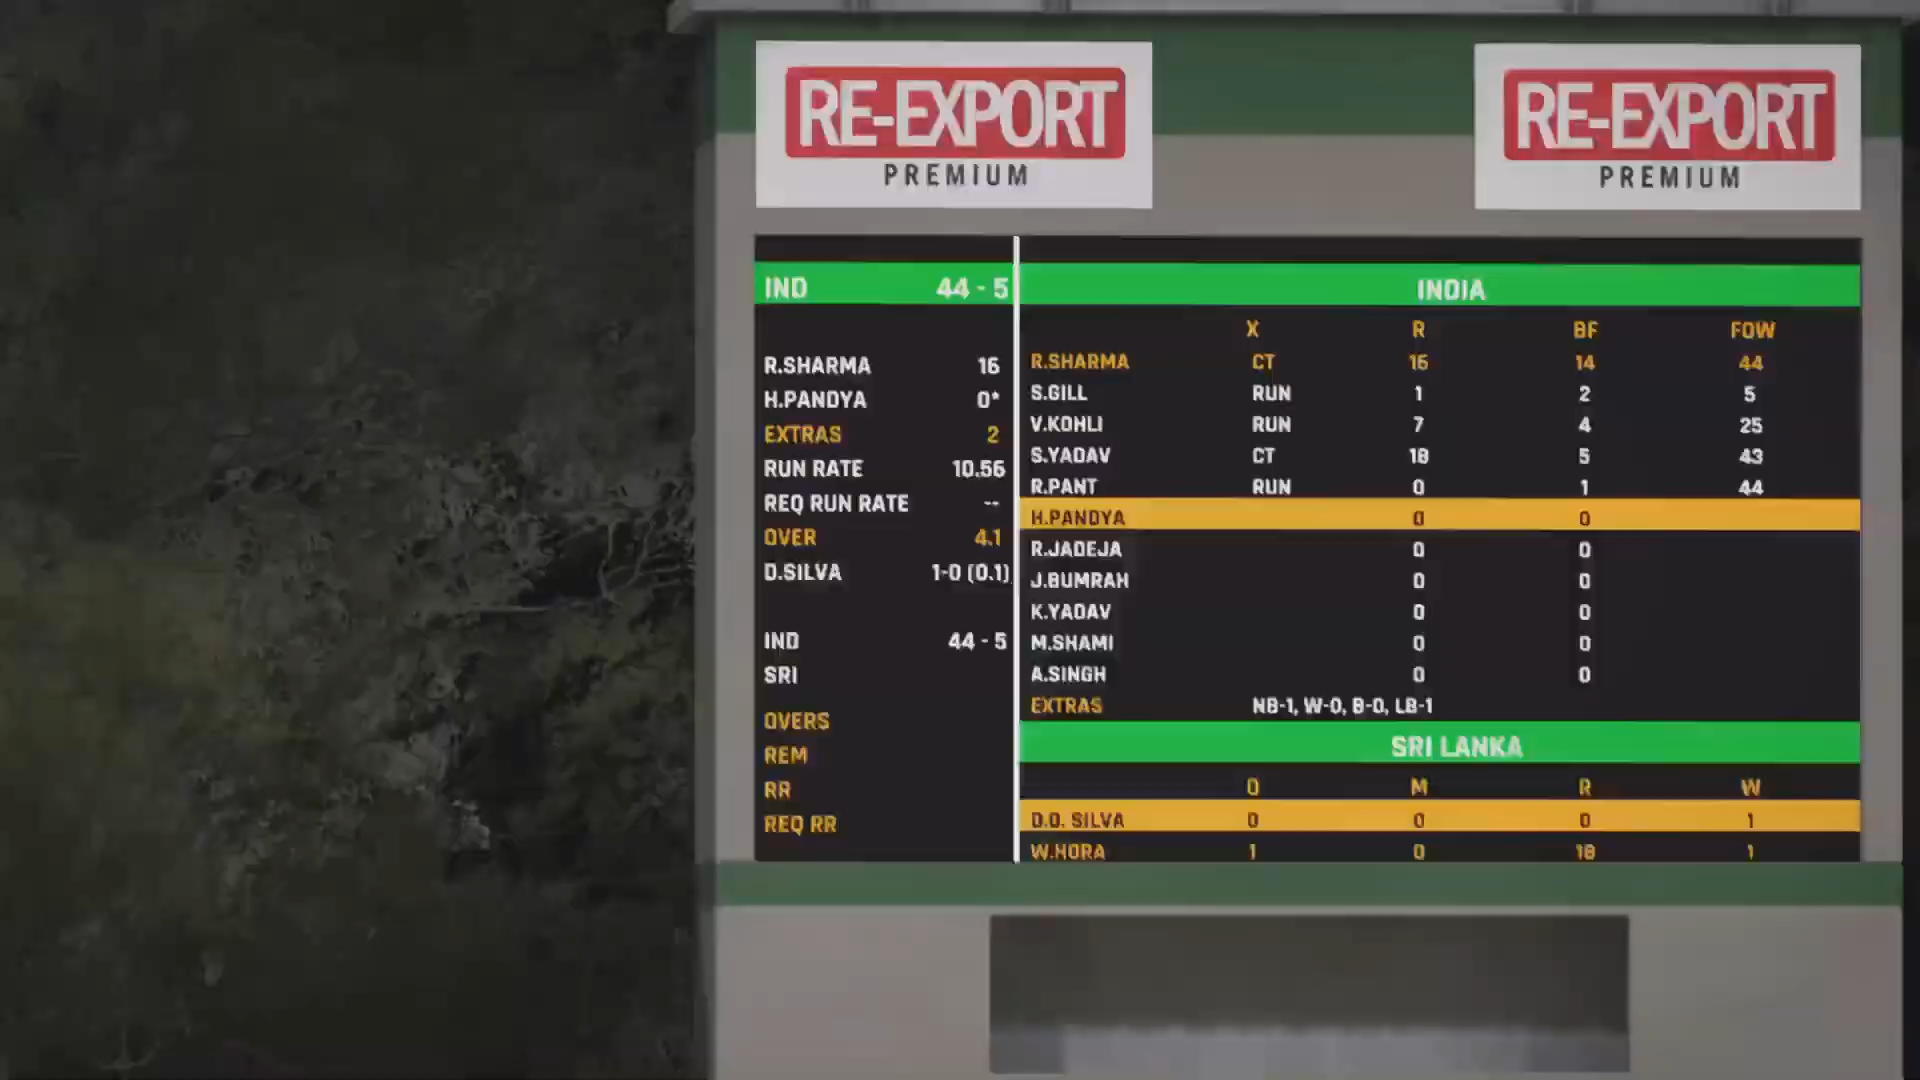 RE-EXPORT
PREMIUM
RE-EXPORT
PREMIUM
IND 44 - 5
R.SHARMA 16
H.PANDYA 0*
EXTRAS 2
RUN RATE 10.56
REQ RUN RATE --
OVER 4.1
D.SILVA 1-0 (0.1)
IND 44 - 5
SRI
OVERS
REM
RR
REQ RR
INDIA
X R BF FOW
R.SHARMA CT 16 14 44
S.GILL RUN 1 2 5
V.KOHLI RUN 7 4 25
S.YADAV CT 18 5 43
R.PANT RUN 0 1 44
H.PANDYA 0 0
R.JADEJA 0 0
J.BUMRAH 0 0
K.YADAV 0 0
M.SHAMI 0 0
A.SINGH 0 0
EXTRAS NB-1, W-0, B-0, LB-1
SRI LANKA
O M R W
D.D. SILVA 0 0 0 1
W.HORA 1 0 18 1